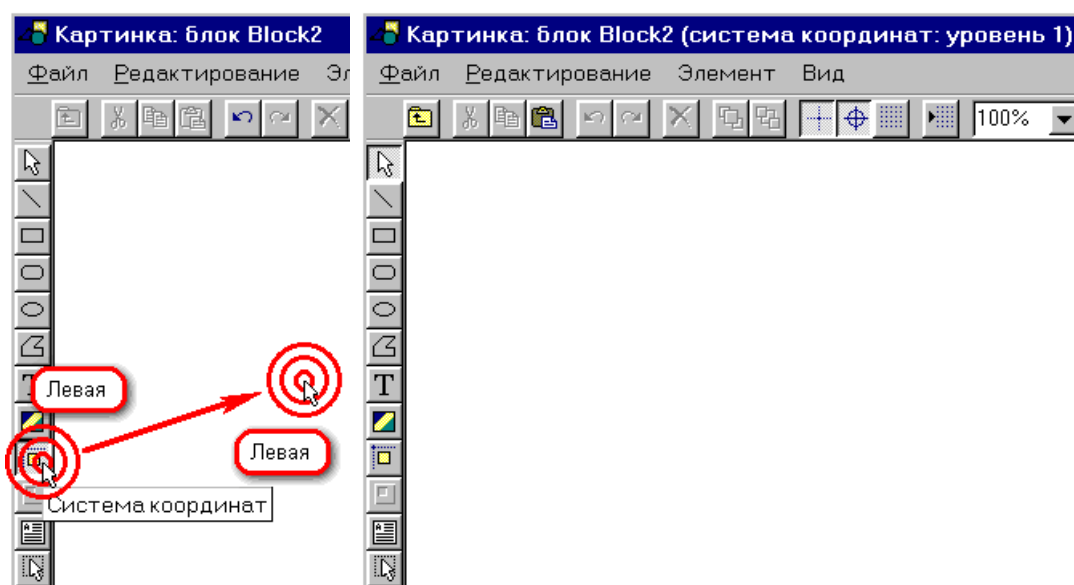 Картинка: блок Block2
Файл Редактирование Эл
T
Левая
Левая
Система координат
Картинка: блок Block2 (система координат: уровень 1)
Файл Редактирование Элемент Вид
100%
T